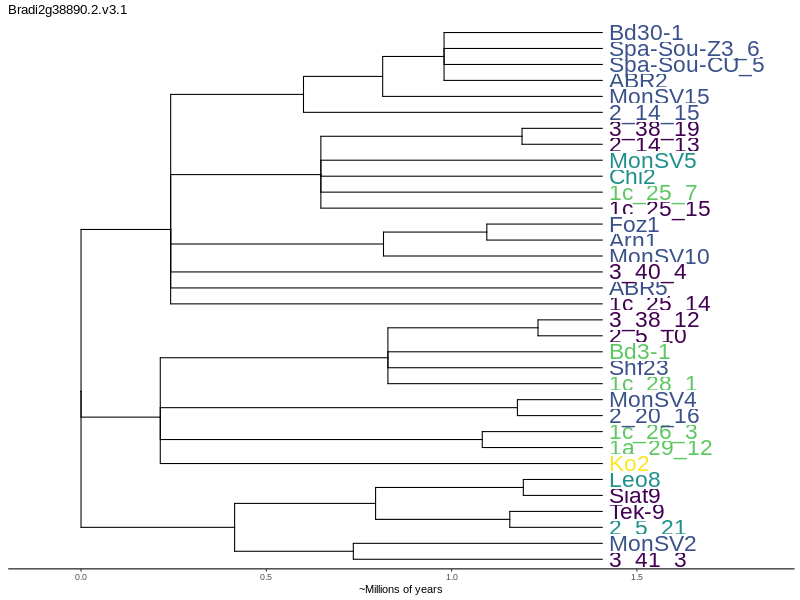 Bradi2g38890.2.v3.1
Bd30-1
Spa-Sou-Z3_6
Spa-Sou-CU_5
ABR2
MonSV15
2_14_15
3_38_19
2_14_13
MonSV5
Chi2
1c_25_7
1c_25_15
Foz1
Arn1
MonSV10
3_40_4
ABR5
1c_25_14
3_38_12
2_5_10
Bd3-1
Shf23
1c_28_1
MonSV4
2_20_16
1c_26_3
1a_29_12
Ko2
Leo8
Siat9
Tek-9
2_5_21
MonSV2
3_41_3
0.0 0.5 1.0 1.5
~Millions of years